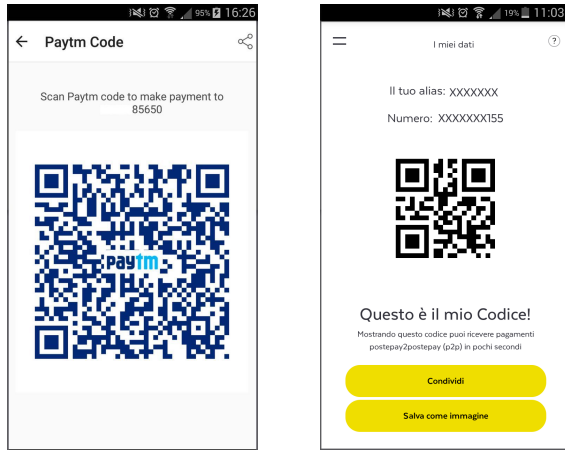 95% 16:26
Paytm Code
Scan Paytm code to make payment to
85650
paytm
19% 11:03
I miei dati
?
Il tuo alias: XXXXXXX
Numero: XXXXXXX155
Questo è il mio Codice!
Mostrando questo codice puoi ricevere pagamenti
postepay2postepay (p2p) in pochi secondi
Condividi
Salva come immagine